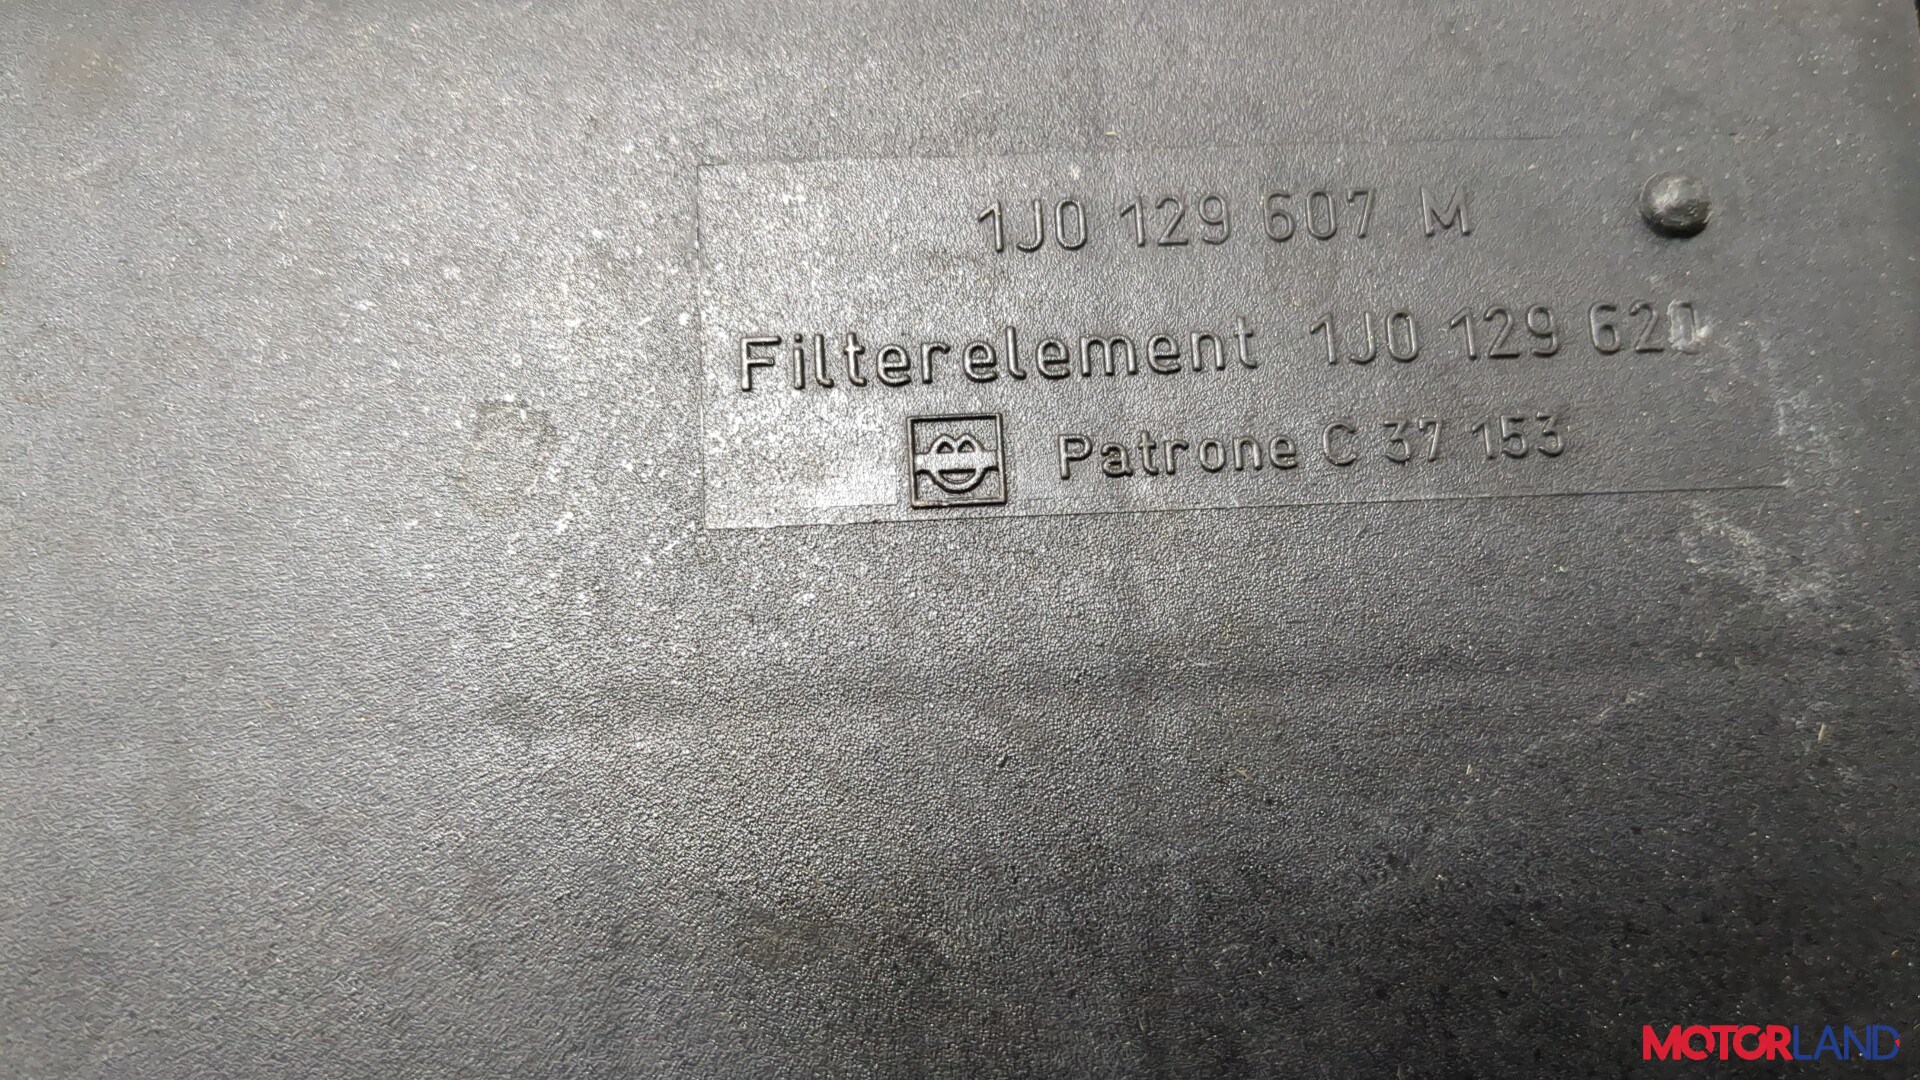 1J0 129 607 M
Filterelement 1J0 129 620
Patrone C 37 153
MOTORLAND